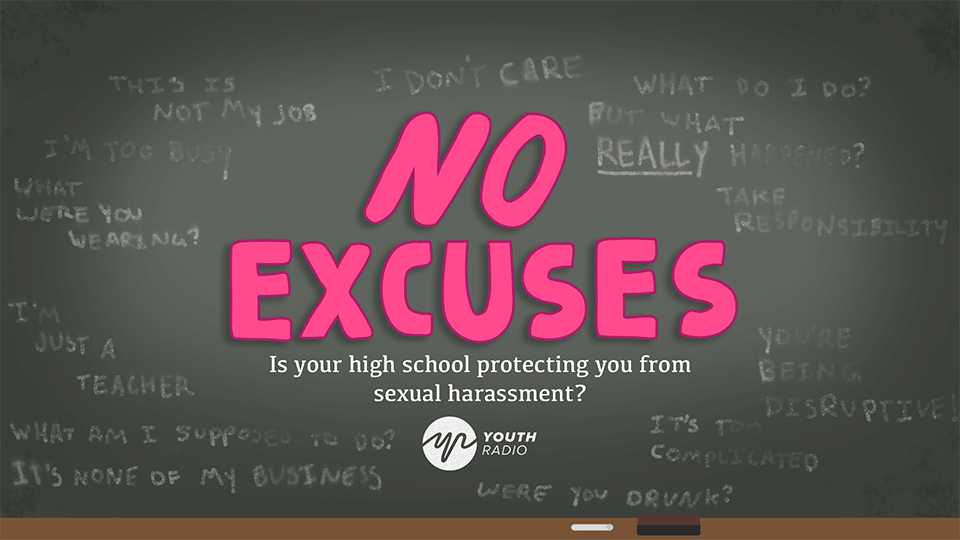 THIS IS
NOT MY JOB
I DON'T CARE
WHAT DO I DO?
BUT WHAT
REALLY HAPPENED?
I'M TOO BUSY
WHAT
WERE YOU
WEARING?
TAKE
RESPONSIBILITY
NO
EXCUSES
Is your high school protecting you from
sexual harassment?
I'M
JUST A
TEACHER
YOU'RE
BEING
DISRUPTIVE!
WHAT AM I SUPPOSED TO DO?
IT'S NONE OF MY BUSINESS
YR YOUTH
RADIO
IT'S TOO
COMPLICATED
WERE YOU DRUNK?